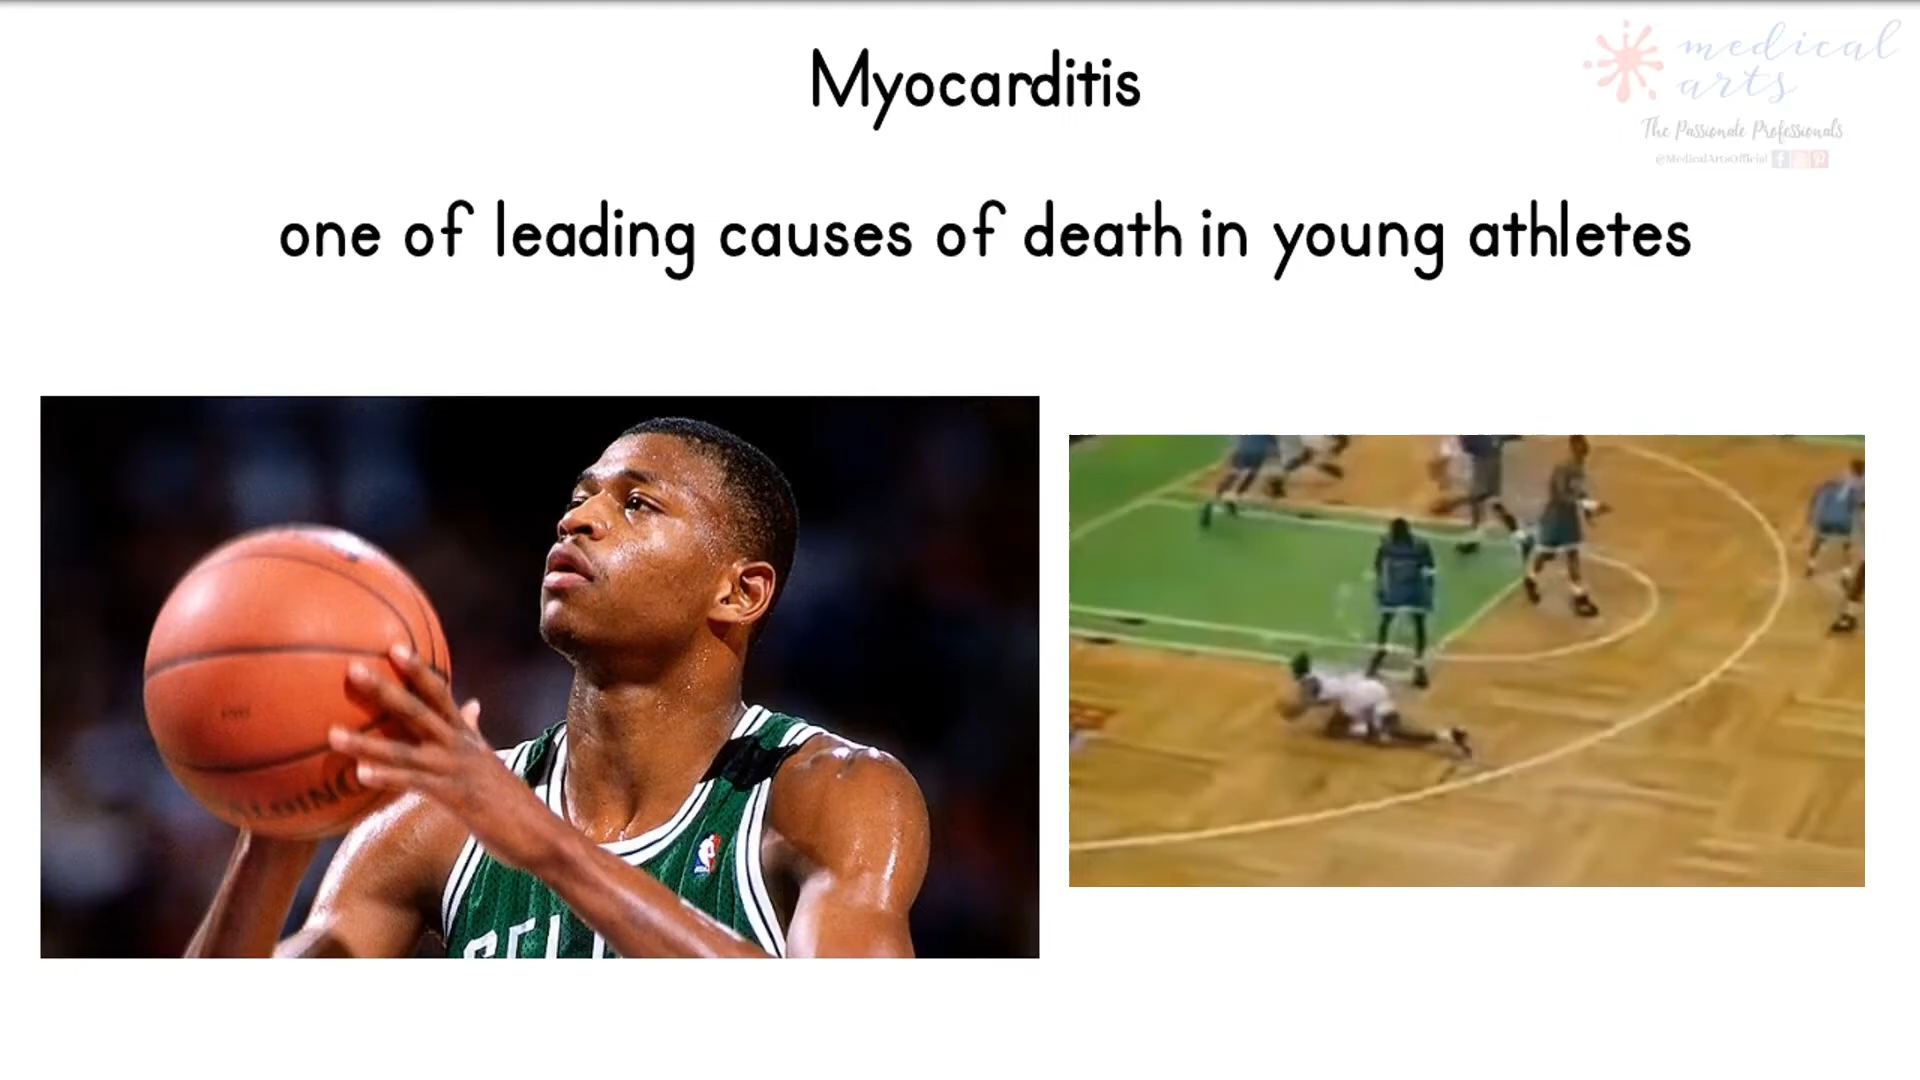 Myocarditis
medical
arts
The Passionate Professionals
@MedicalArtsOfficial
one of leading causes of death in young athletes